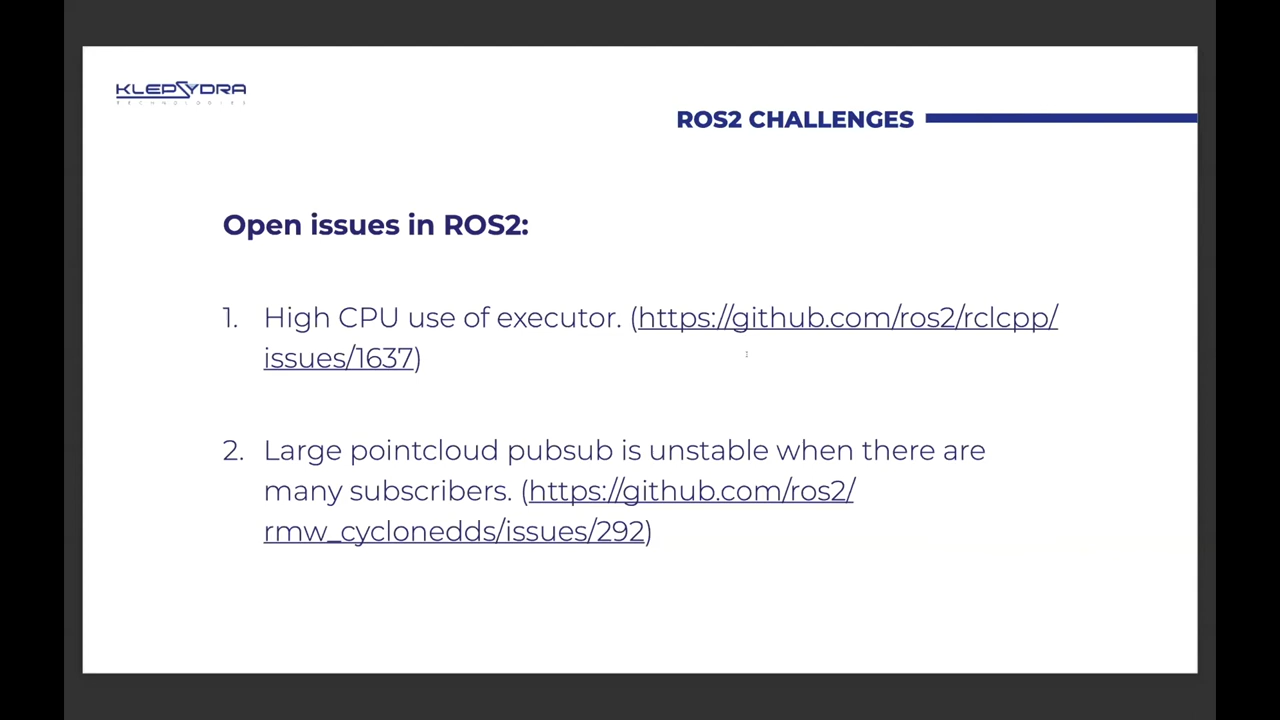 KLEPSYDRA
TECHNOLOGIES
ROS2 CHALLENGES
Open issues in ROS2:
1. High CPU use of executor. (https://github.com/ros2/rclcpp/
issues/1637)
2. Large pointcloud pubsub is unstable when there are
many subscribers. (https://github.com/ros2/
rmw_cyclonedds/issues/292)